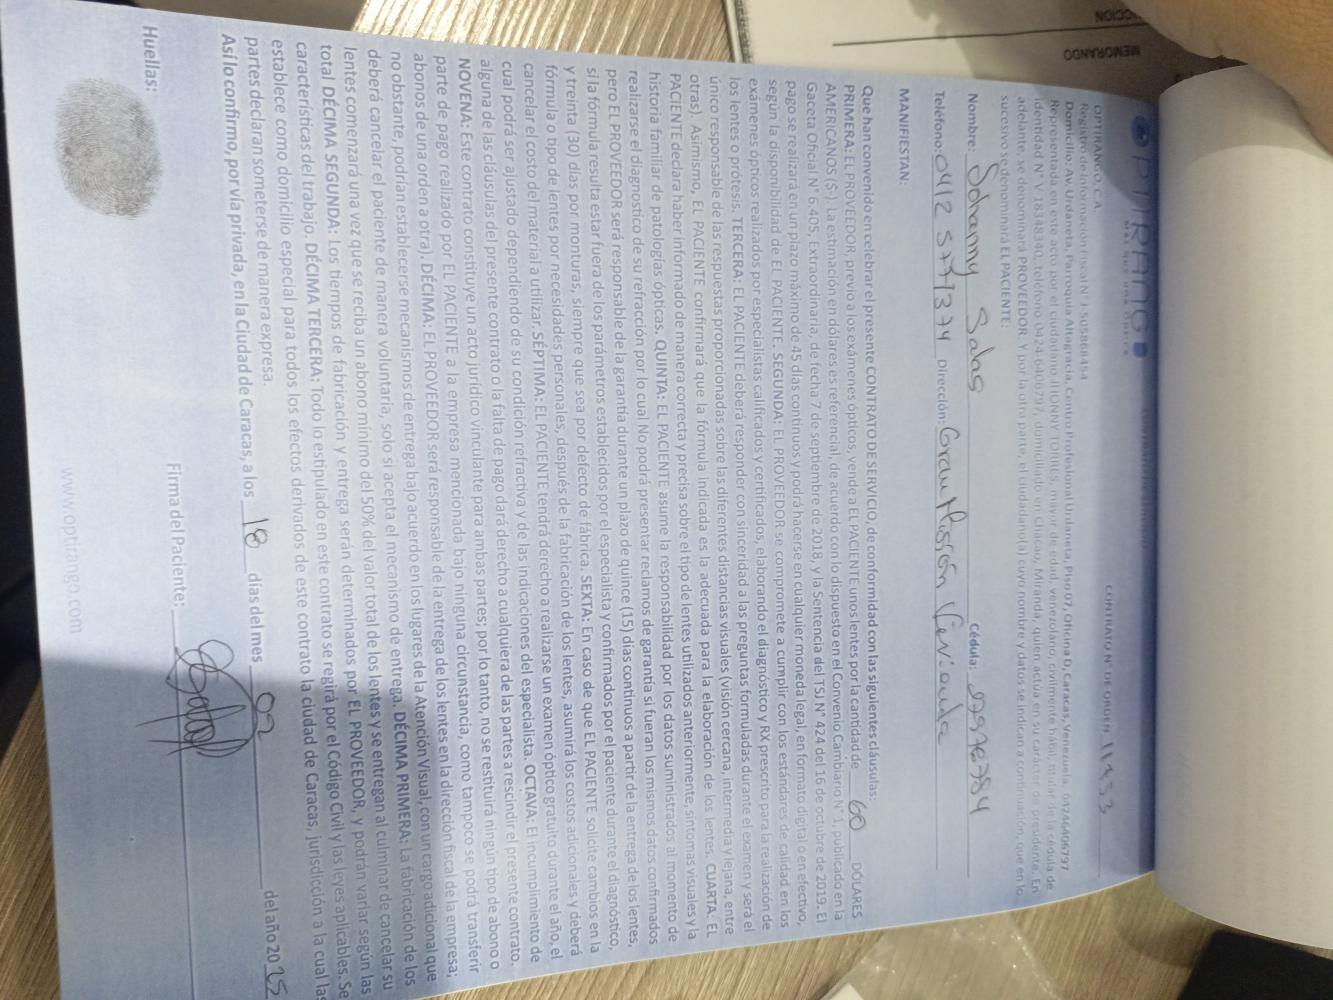 OPTIRANGO
MÁS QUE UNA ÓPTICA
CONTRATO N° DE ORDEN 11353
OPTIRANGO, C.A.
Registro de Información Fiscal N° J-50586845-4
Domicilio: Av. Urdaneta, Parroquia Altagracia, Centro Profesional Urdaneta, Piso 07, Oficina D, Caracas, Venezuela.
Representada en este acto por el ciudadano JHONNY TORRES, mayor de edad, venezolano, civilmente hábil, titular de la cédula de
identidad N° teléfono 0424-6406797, domiciliado en Chacao, Miranda, quien actúa en su carácter de presidente. En
adelante, se denominará PROVEEDOR. Y por la otra parte, el ciudadano(a) cuyo nombre y datos se indican a continuación, que en lo
sucesivo se denominará EL PACIENTE:
Nombre: Salas Cédula:
Teléfono: 0412 Dirección
MANIFIESTAN:
Que han convenido en celebrar el presente CONTRATO DE SERVICIO, de conformidad con las siguientes cláusulas:
PRIMERA: EL PROVEEDOR, previo a los exámenes ópticos, vende a EL PACIENTE unos lentes por la cantidad de 60 DÓLARES
AMERICANOS ($-). La estimación en dólares es referencial, de acuerdo con lo dispuesto en el Convenio Cambiario N° 1, publicado en la
Gaceta Oficial N° 6.405, Extraordinaria, de fecha 7 de septiembre de 2018, y la Sentencia del TSJ N° 424 del 16 de octubre de 2019. El
pago se realizará en un plazo máximo de 45 días continuos y podrá hacerse en cualquier moneda legal, en formato digital o en efectivo,
según la disponibilidad de EL PACIENTE. SEGUNDA: EL PROVEEDOR se compromete a cumplir con los estándares de calidad en los
exámenes ópticos realizados por especialistas calificados y certificados, elaborando el diagnóstico y RX prescrito para la realización de
los lentes o prótesis. TERCERA: EL PACIENTE deberá responder con sinceridad a las preguntas formuladas durante el examen y será el
único responsable de las respuestas proporcionadas sobre las diferentes distancias visuales (visión cercana, intermedia y lejana, entre
otras). Asimismo, EL PACIENTE confirmará que la fórmula indicada es la adecuada para la elaboración de los lentes. CUARTA: EL
PACIENTE declara haber informado de manera correcta y precisa sobre el tipo de lentes utilizados anteriormente, síntomas visuales y la
historia familiar de patologías ópticas. QUINTA: EL PACIENTE asume la responsabilidad por los datos suministrados al momento de
realizarse el diagnostico de su refracción por lo cual No podrá presentar reclamos de garantía si fueran los mismos datos confirmados
pero EL PROVEEDOR será responsable de la garantía durante un plazo de quince (15) días continuos a partir de la entrega de los lentes,
si la fórmula resulta estar fuera de los parámetros establecidos por el especialista y confirmados por el paciente durante el diagnóstico,
y treinta (30) días por monturas, siempre que sea por defecto de fábrica. SEXTA: En caso de que EL PACIENTE solicite cambios en la
fórmula o tipo de lentes por necesidades personales, después de la fabricación de los lentes, asumirá los costos adicionales y deberá
cancelar el costo del material a utilizar. SÉPTIMA: EL PACIENTE tendrá derecho a realizarse un examen óptico gratuito durante el año, el
cual podrá ser ajustado dependiendo de su condición refractiva y de las indicaciones del especialista. OCTAVA: El incumplimiento de
alguna de las cláusulas del presente contrato o la falta de pago dará derecho a cualquiera de las partes a rescindir el presente contrato.
NOVENA: Este contrato constituye un acto jurídico vinculante para ambas partes; por lo tanto, no se restituirá ningún tipo de abono o
parte de pago realizado por EL PACIENTE a la empresa mencionada bajo ninguna circunstancia, como tampoco se podrá transferir
abonos de una orden a otra). DÉCIMA: EL PROVEEDOR será responsable de la entrega de los lentes en la dirección fiscal de la empresa;
no obstante, podrían establecerse mecanismos de entrega bajo acuerdo en los lugares de la Atención Visual, con un cargo adicional que
deberá cancelar el paciente de manera voluntaria, solo si acepta el mecanismo de entrega. DÉCIMA PRIMERA: La fabricación de los
lentes comenzará una vez que se reciba un abono mínimo del 50% del valor total de los lentes y se entregan al culminar de cancelar su
total DÉCIMA SEGUNDA: Los tiempos de fabricación y entrega serán determinados por EL PROVEEDOR, y podrán variar según las
características del trabajo. DÉCIMA TERCERA: Todo lo estipulado en este contrato se regirá por el Código Civil y las leyes aplicables. Se
establece como domicilio especial para todos los efectos derivados de este contrato la ciudad de Caracas, jurisdicción a la cual las
partes declaran someterse de manera expresa.
Así lo confirmo, por vía privada, en la Ciudad de Caracas, a los 18 días del mes 02 del año 2025
Huellas: Firma del Paciente:
www.optirango.com
MEMORANDO